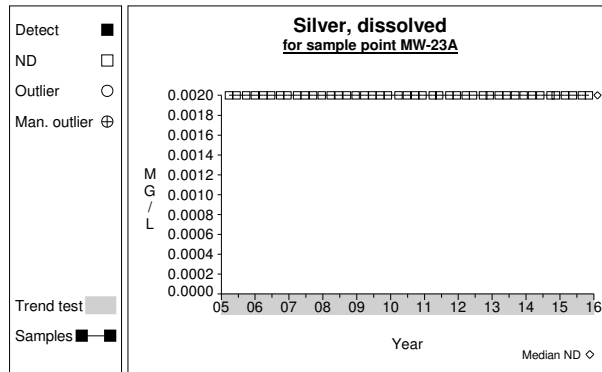 Detect
ND
Outlier
Man. outlier
Trend test
Samples
Silver, dissolved
for sample point MW-23A
0.0020
0.0018
0.0016
0.0014
0.0012
0.0010
0.0008
0.0006
0.0004
0.0002
0.0000
M
G
/
L
05 06 07 08 09 10 11 12 13 14 15 16
Year
Median ND